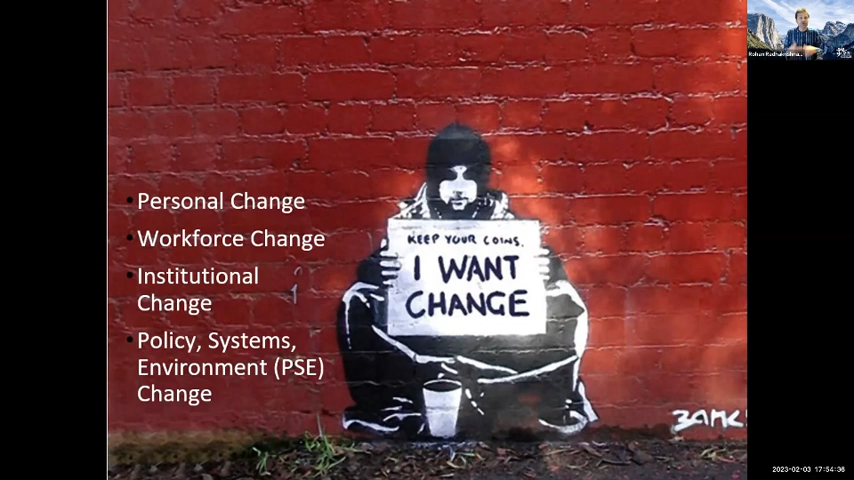 • Personal Change
• Workforce Change
• Institutional
Change
• Policy, Systems,
Environment (PSE)
Change
KEEP YOUR COINS.
I WANT
CHANGE
2023-02-03 17:54:36